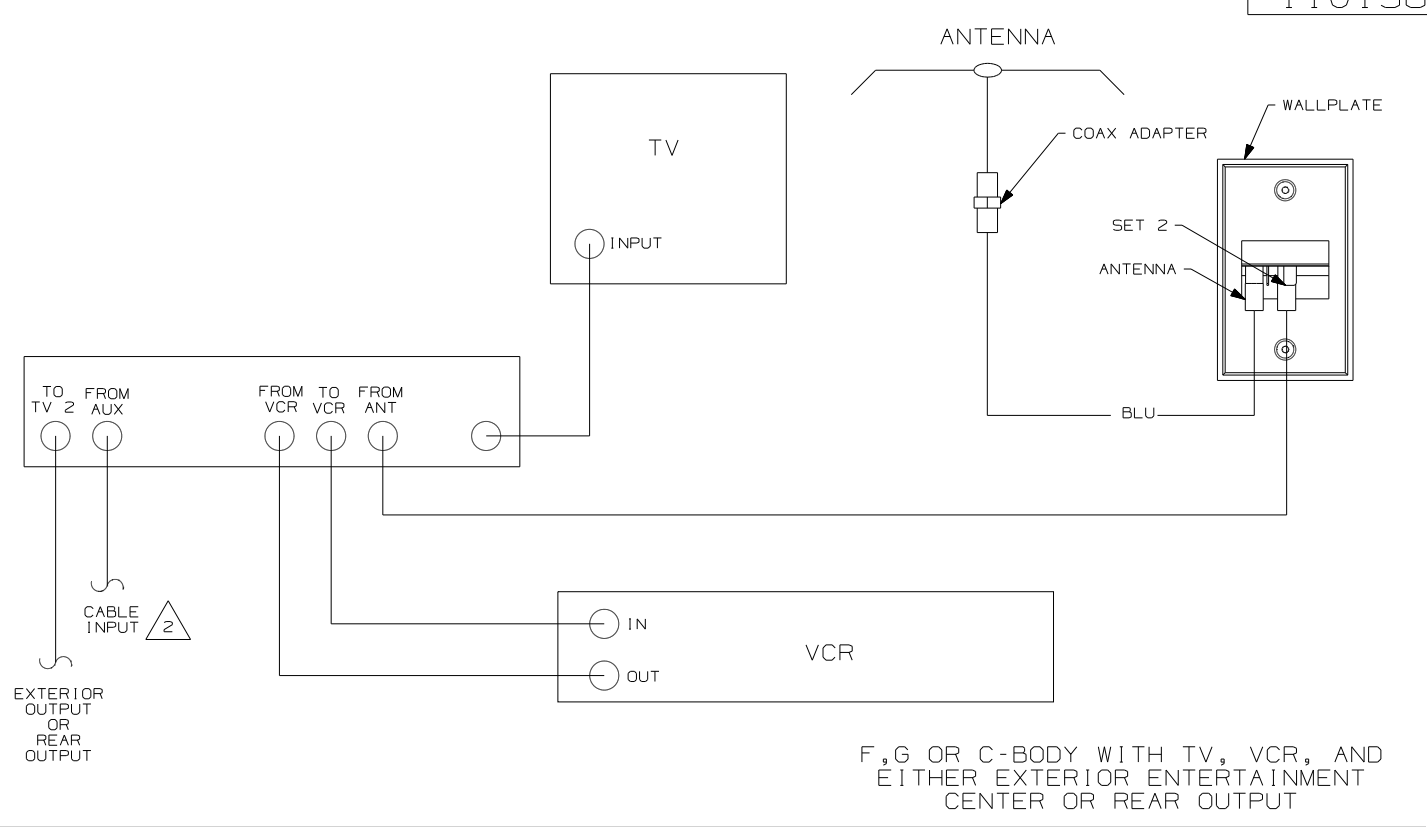 ANTENNA
WALLPLATE
COAX ADAPTER
TV
SET 2
INPUT
ANTENNA
TO
TV 2
FROM
AUX
FROM
VCR
TO
VCR
FROM
ANT
BLU
CABLE
INPUT
2
IN
VCR
OUT
EXTERIOR
OUTPUT
OR
REAR
OUTPUT
F,G OR C-BODY WITH TV, VCR, AND
EITHER EXTERIOR ENTERTAINMENT
CENTER OR REAR OUTPUT